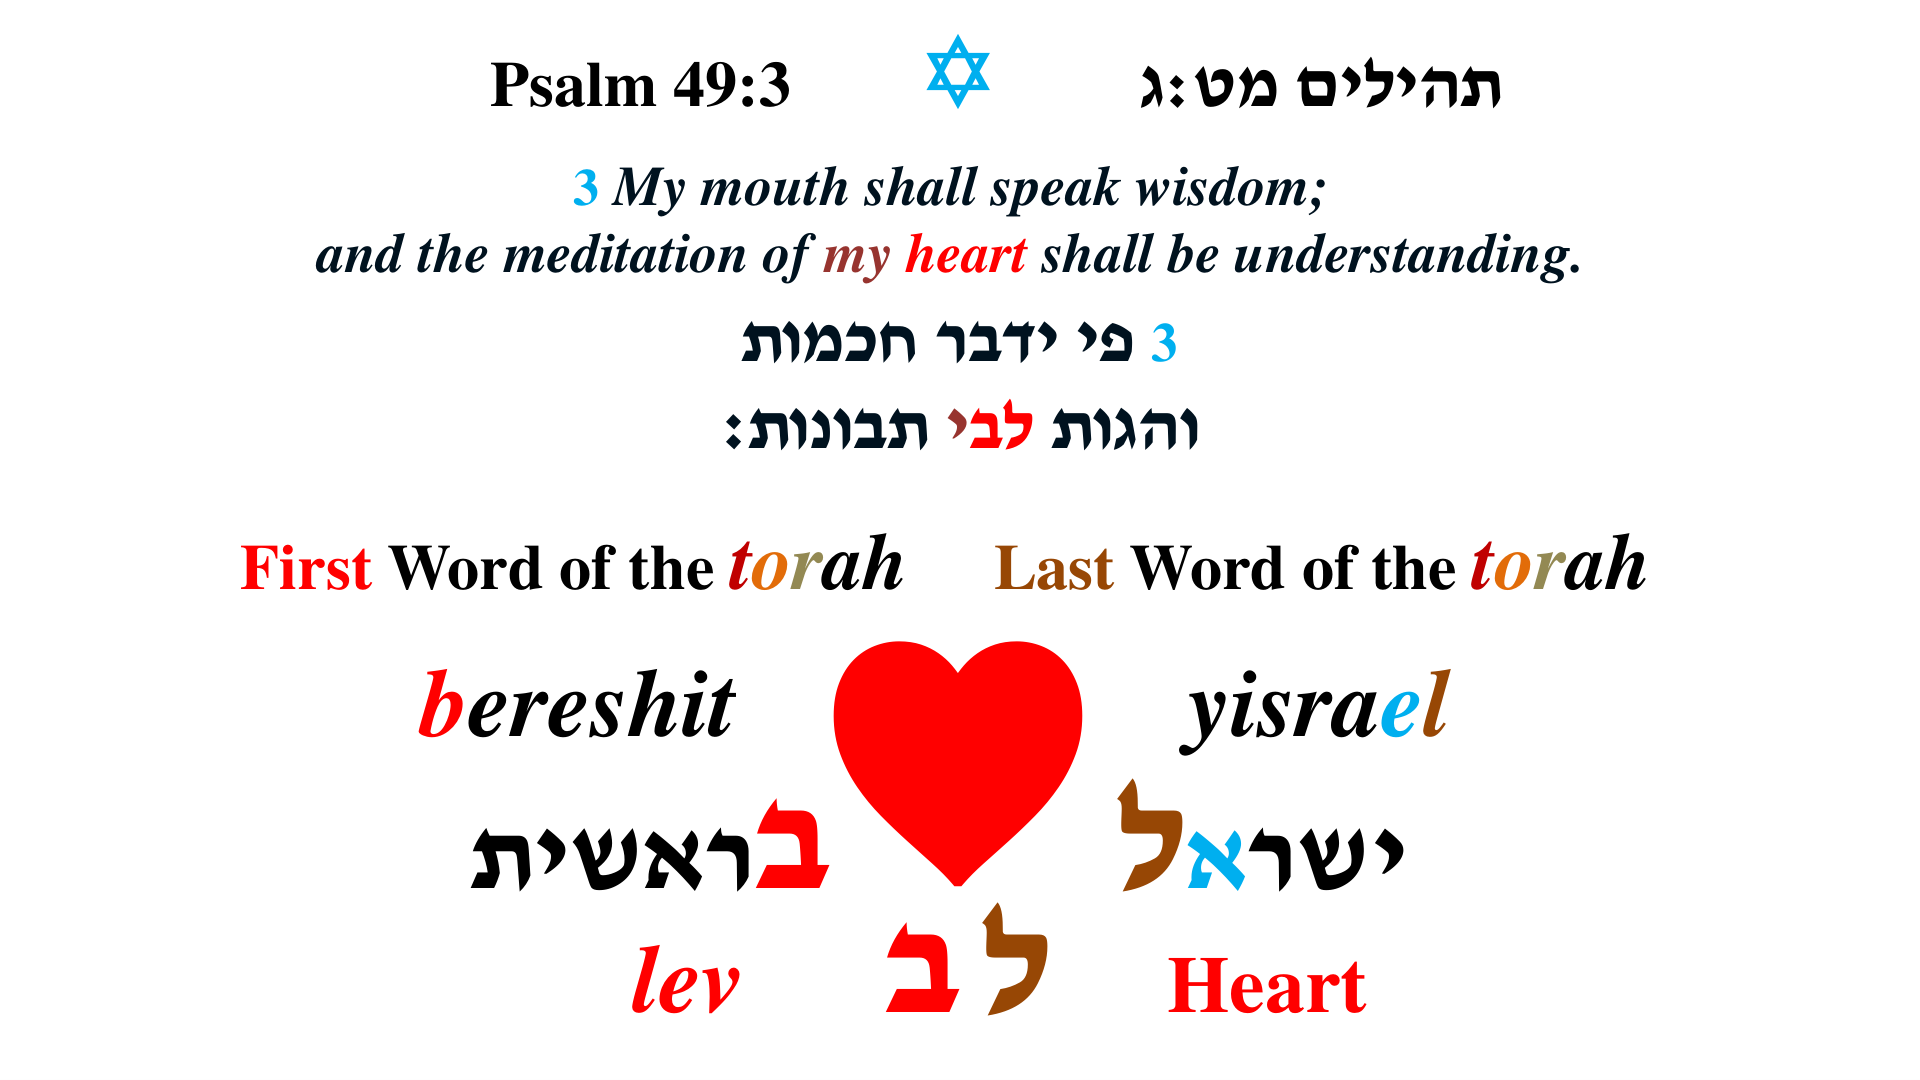 Psalm 49:3 ✡ תהילים מט:ג
3 My mouth shall speak wisdom;
and the meditation of my heart shall be understanding.
3 פי ידבר חכמות
והגות לבי תבונות:
First Word of the torah Last Word of the torah
bereshit yisrael
בראשית ישראל
lev לב Heart